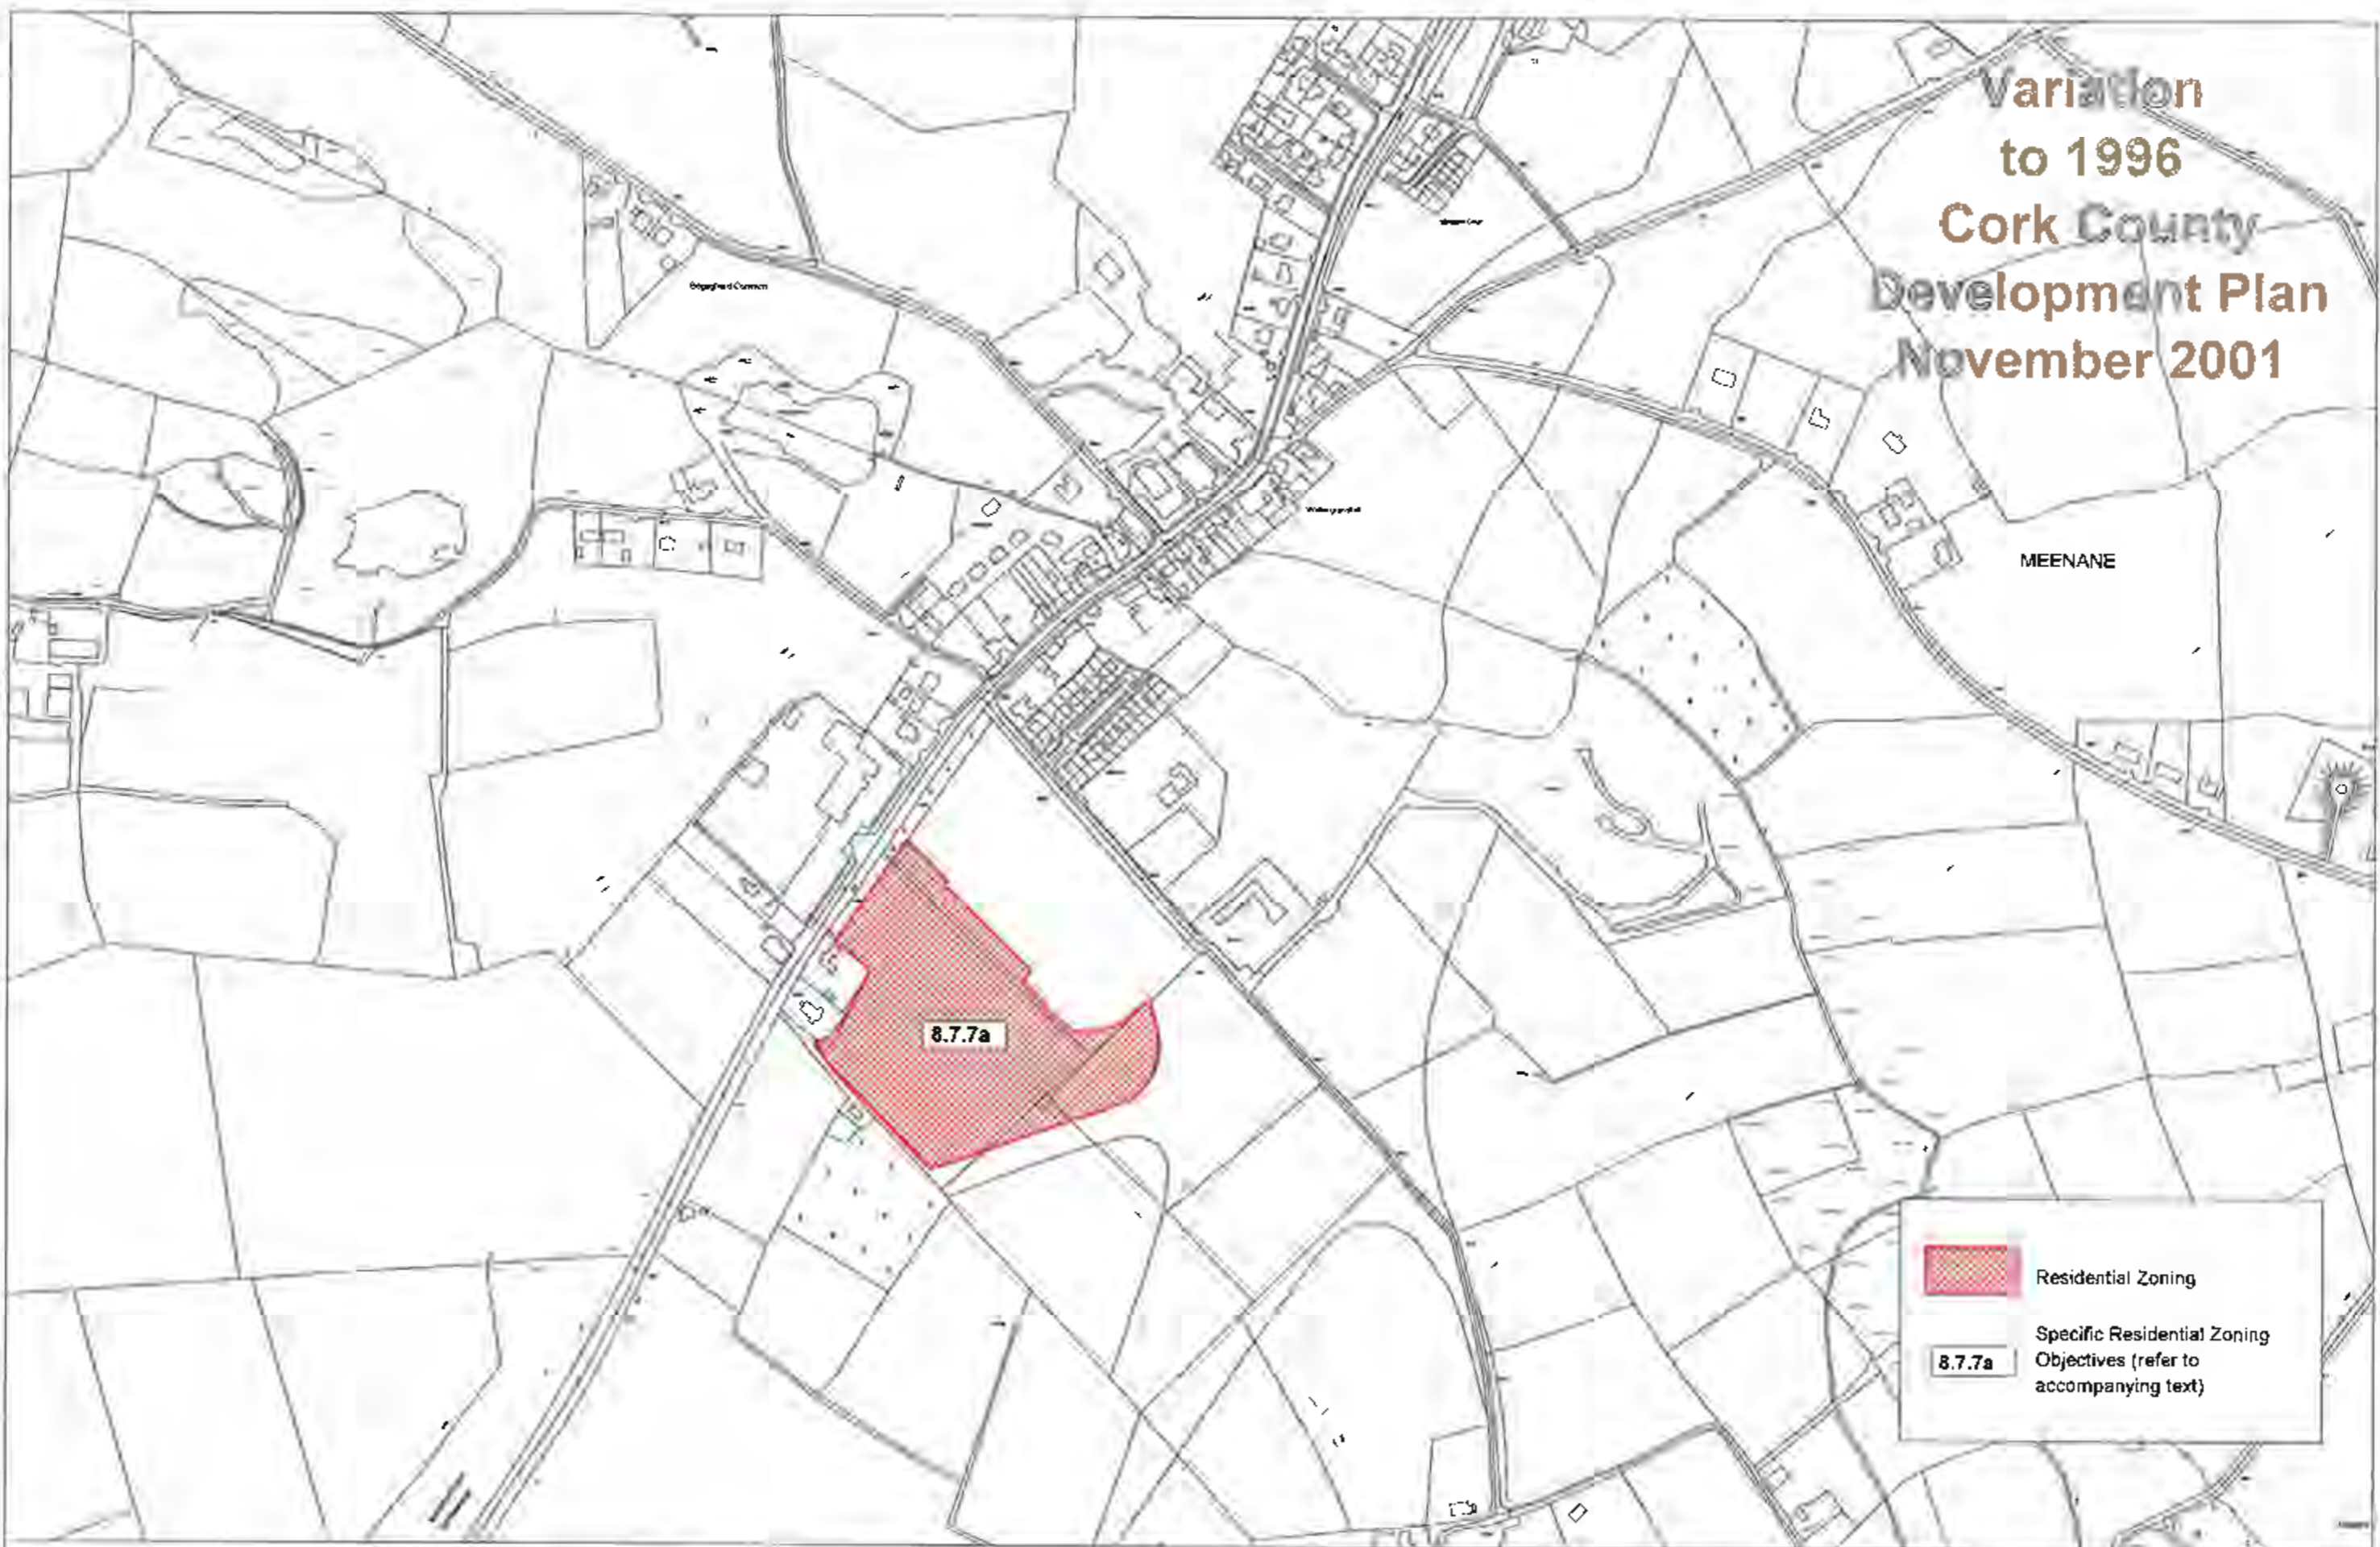 Variation
to 1996
Cork County
Development Plan
November 2001
MEENANE
8.7.7a
Residential Zoning
8.7.7a
Specific Residential Zoning
Objectives (refer to
accompanying text)